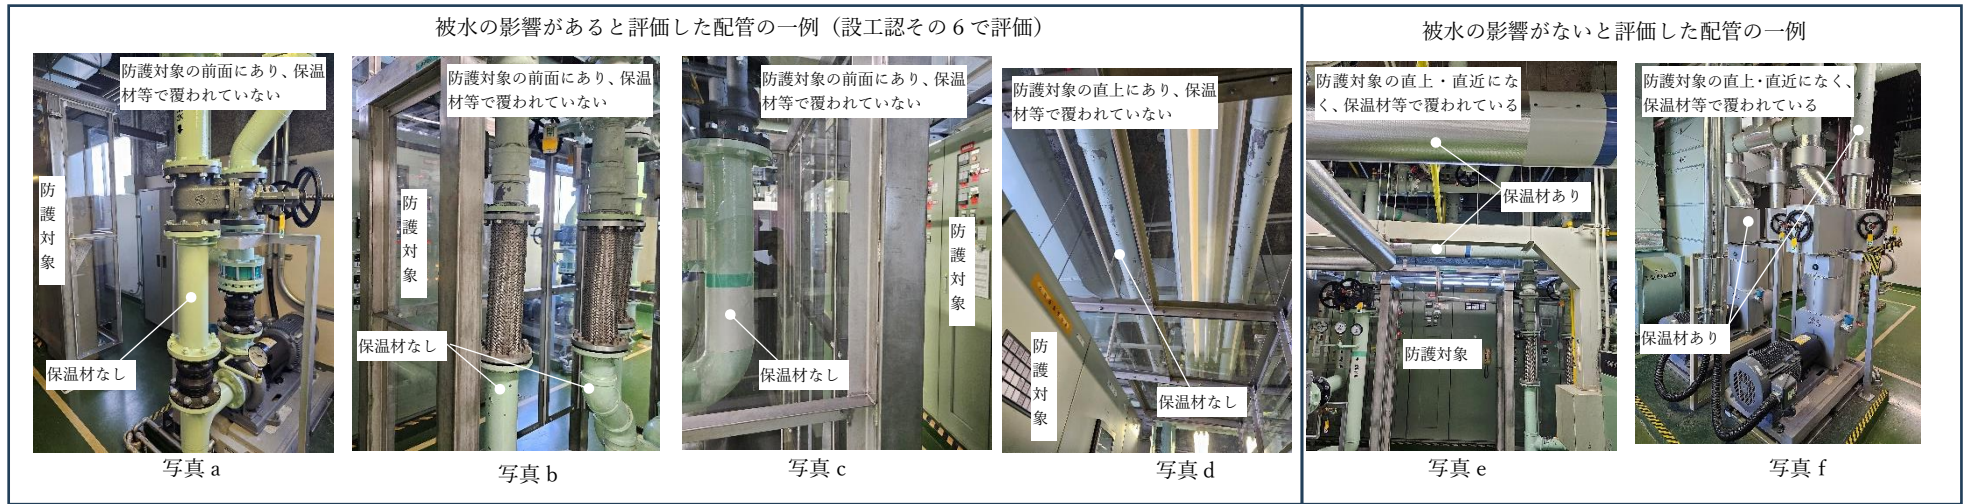 被水の影響があると評価した配管の一例（設工認その 6 で評価）
防護対象の前面にあり、保温
材等で覆われていない
防護対象
保温材なし
写真 a
防護対象の前面にあり、保温
材等で覆われていない
防護対象
保温材なし
写真 b
防護対象の前面にあり、保温
材等で覆われていない
防護対象
保温材なし
写真 c
防護対象の直上にあり、保温
材等で覆われていない
防護対象
保温材なし
写真 d
被水の影響がないと評価した配管の一例
防護対象の直上・直近にな
く、保温材等で覆われている
保温材あり
防護対象
写真 e
防護対象の直上・直近になく、
保温材等で覆われている
保温材あり
写真 f